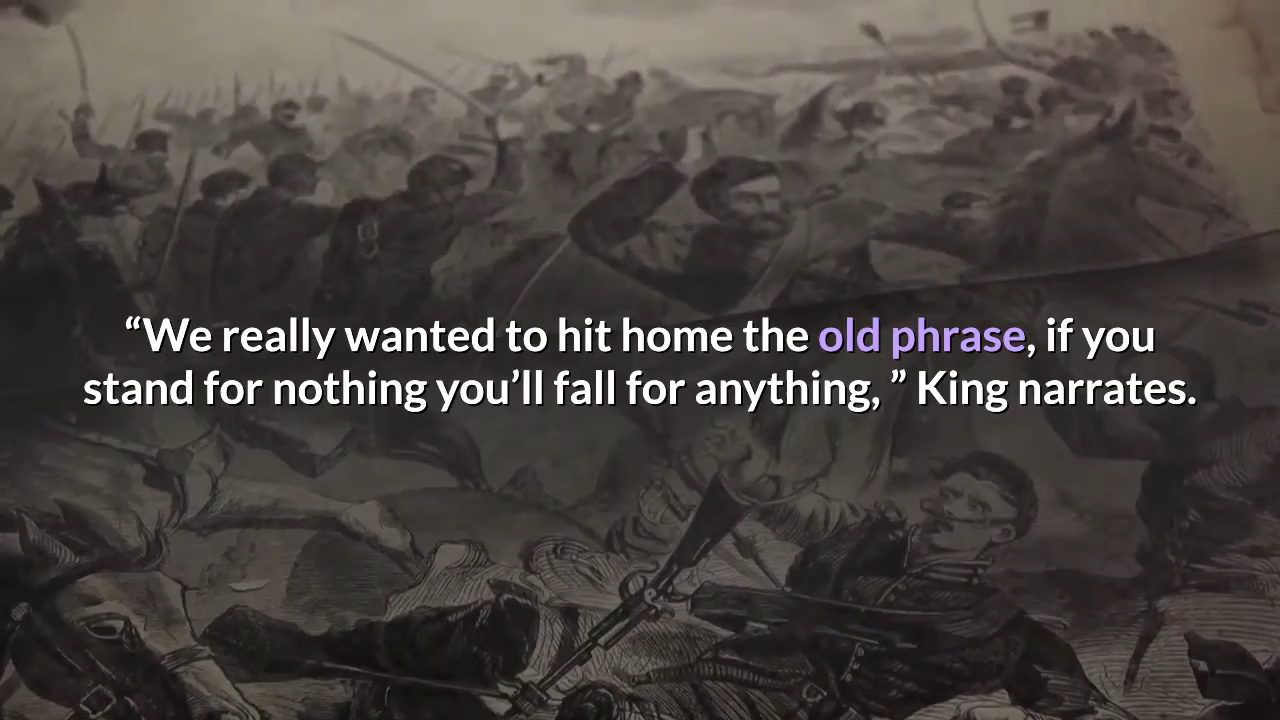 “We really wanted to hit home the old phrase, if you
stand for nothing you’ll fall for anything, ” King narrates.